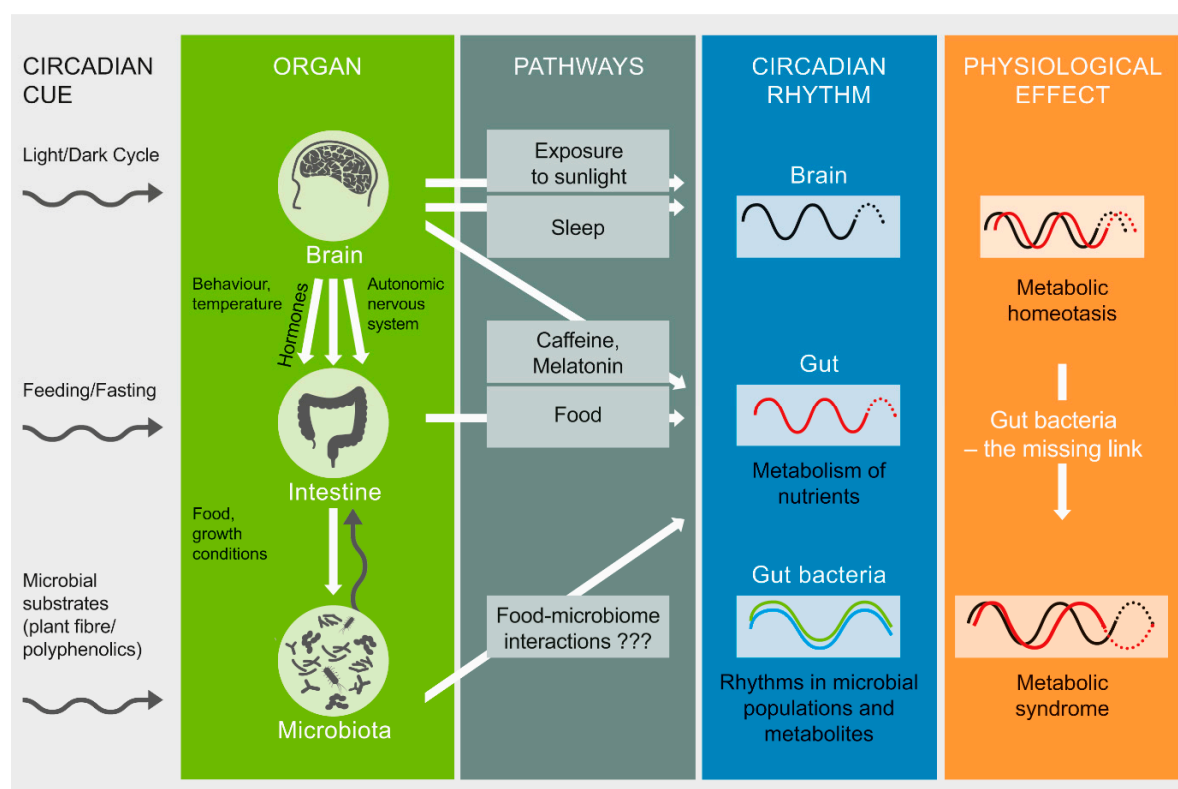 CIRCADIAN
CUE
Light/Dark Cycle
Feeding/Fasting
Microbial
substrates
(plant fibre/
polyphenolics)
ORGAN
Brain
Behaviour,
temperature
Hormones
Autonomic
nervous
system
Intestine
Food,
growth
conditions
Microbiota
PATHWAYS
Exposure
to sunlight
Sleep
Caffeine,
Melatonin
Food
Food-microbiome
interactions ???
CIRCADIAN
RHYTHM
Brain
Gut
Metabolism of
nutrients
Gut bacteria
Rhythms in microbial
populations and
metabolites
PHYSIOLOGICAL
EFFECT
Metabolic
homeotasis
Gut bacteria
– the missing link
Metabolic
syndrome